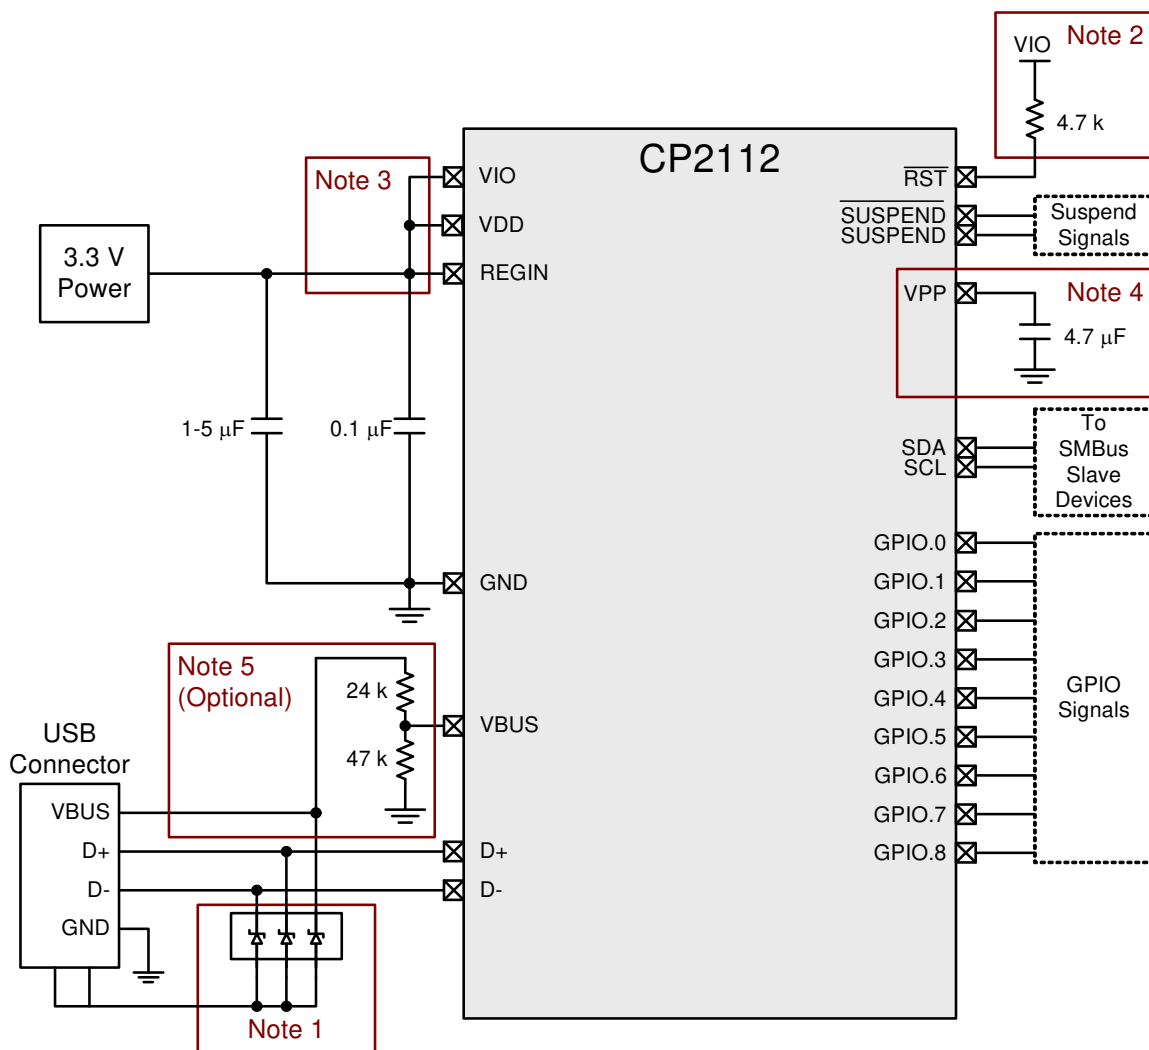 CP2112
Note 2
VIO
4.7 k
Note 3
VIO
VDD
REGIN
3.3 V
Power
1-5 μF
0.1 μF
GND
RST
SUSPEND
SUSPEND
Suspend
Signals
VPP
Note 4
4.7 μF
SDA
SCL
To
SMBus
Slave
Devices
GPIO.0
GPIO.1
GPIO.2
GPIO.3
GPIO.4
GPIO.5
GPIO.6
GPIO.7
GPIO.8
GPIO
Signals
Note 5
(Optional)
24 k
47 k
VBUS
USB
Connector
VBUS
D+
D-
GND
D+
D-
Note 1